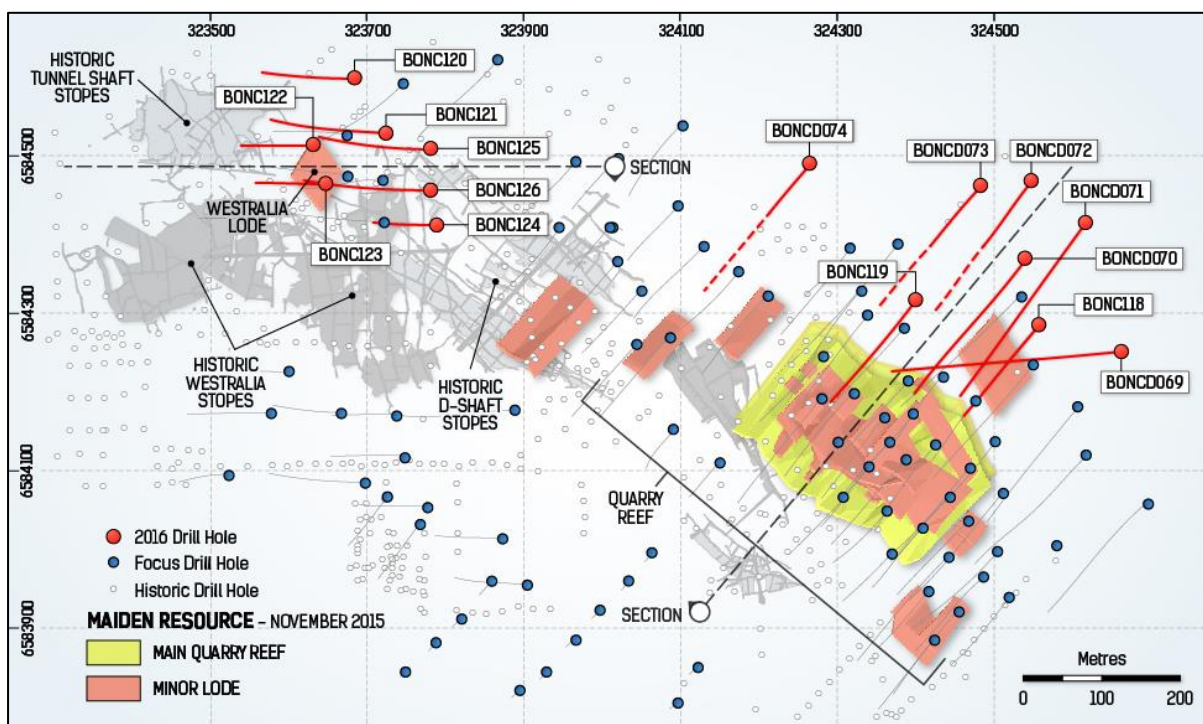 323500
323700
323900
324100
324300
324500
HISTORIC
TUNNEL SHAFT
STOPES
BONC120
BONC122
BONC121
BONC125
BONCD074
BONCD073
BONCD072
BONCD071
6584500
SECTION
BONC126
WESTRALIA
LODE
BONC124
BONC123
BONCD070
BONC119
BONC118
6584300
BONCD069
HISTORIC
WESTRALIA
STOPES
HISTORIC
D-SHAFT
STOPES
6584100
QUARRY
REEF
2016 Drill Hole
Focus Drill Hole
Historic Drill Hole
SECTION
6583900
MAIDEN RESOURCE – NOVEMBER 2015
MAIN QUARRY REEF
MINOR LODE
Metres
0 100 200